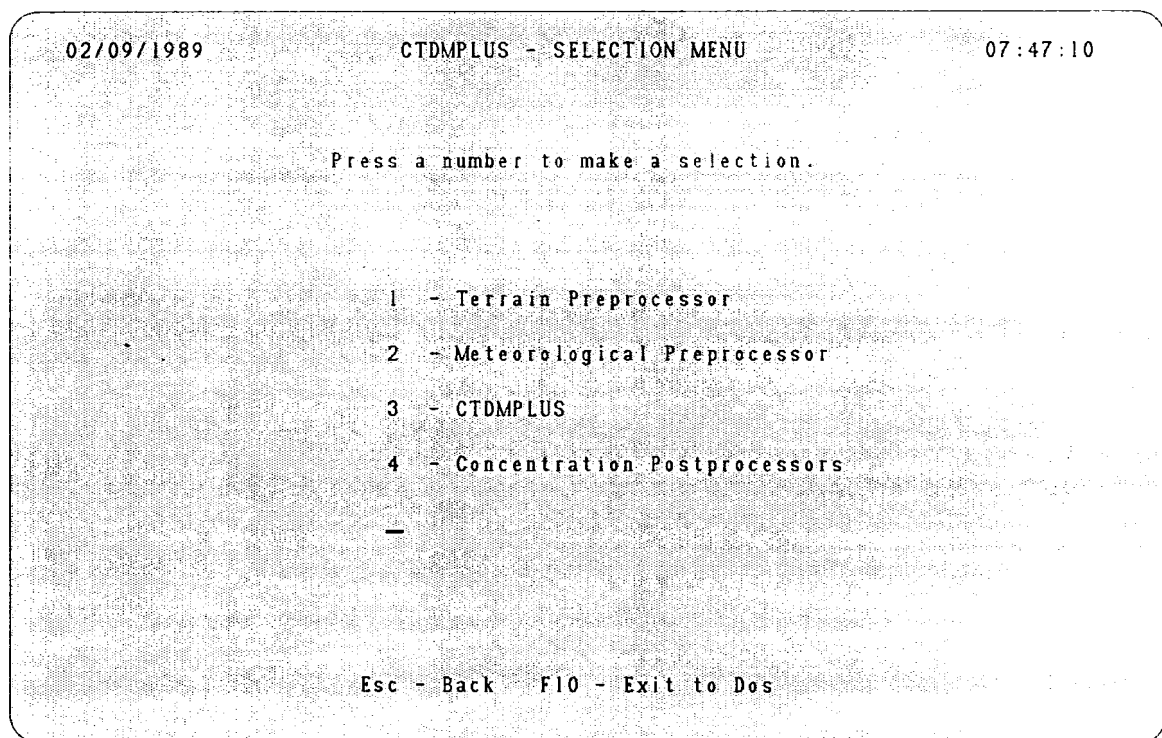 02/09/1989 CTDMPLUS - SELECTION MENU 07:47:10
Press a number to make a selection.
1 - Terrain Preprocessor
2 - Meteorological Preprocessor
3 - CTDMPLUS
4 - Concentration Postprocessors
Esc - Back F10 - Exit to Dos